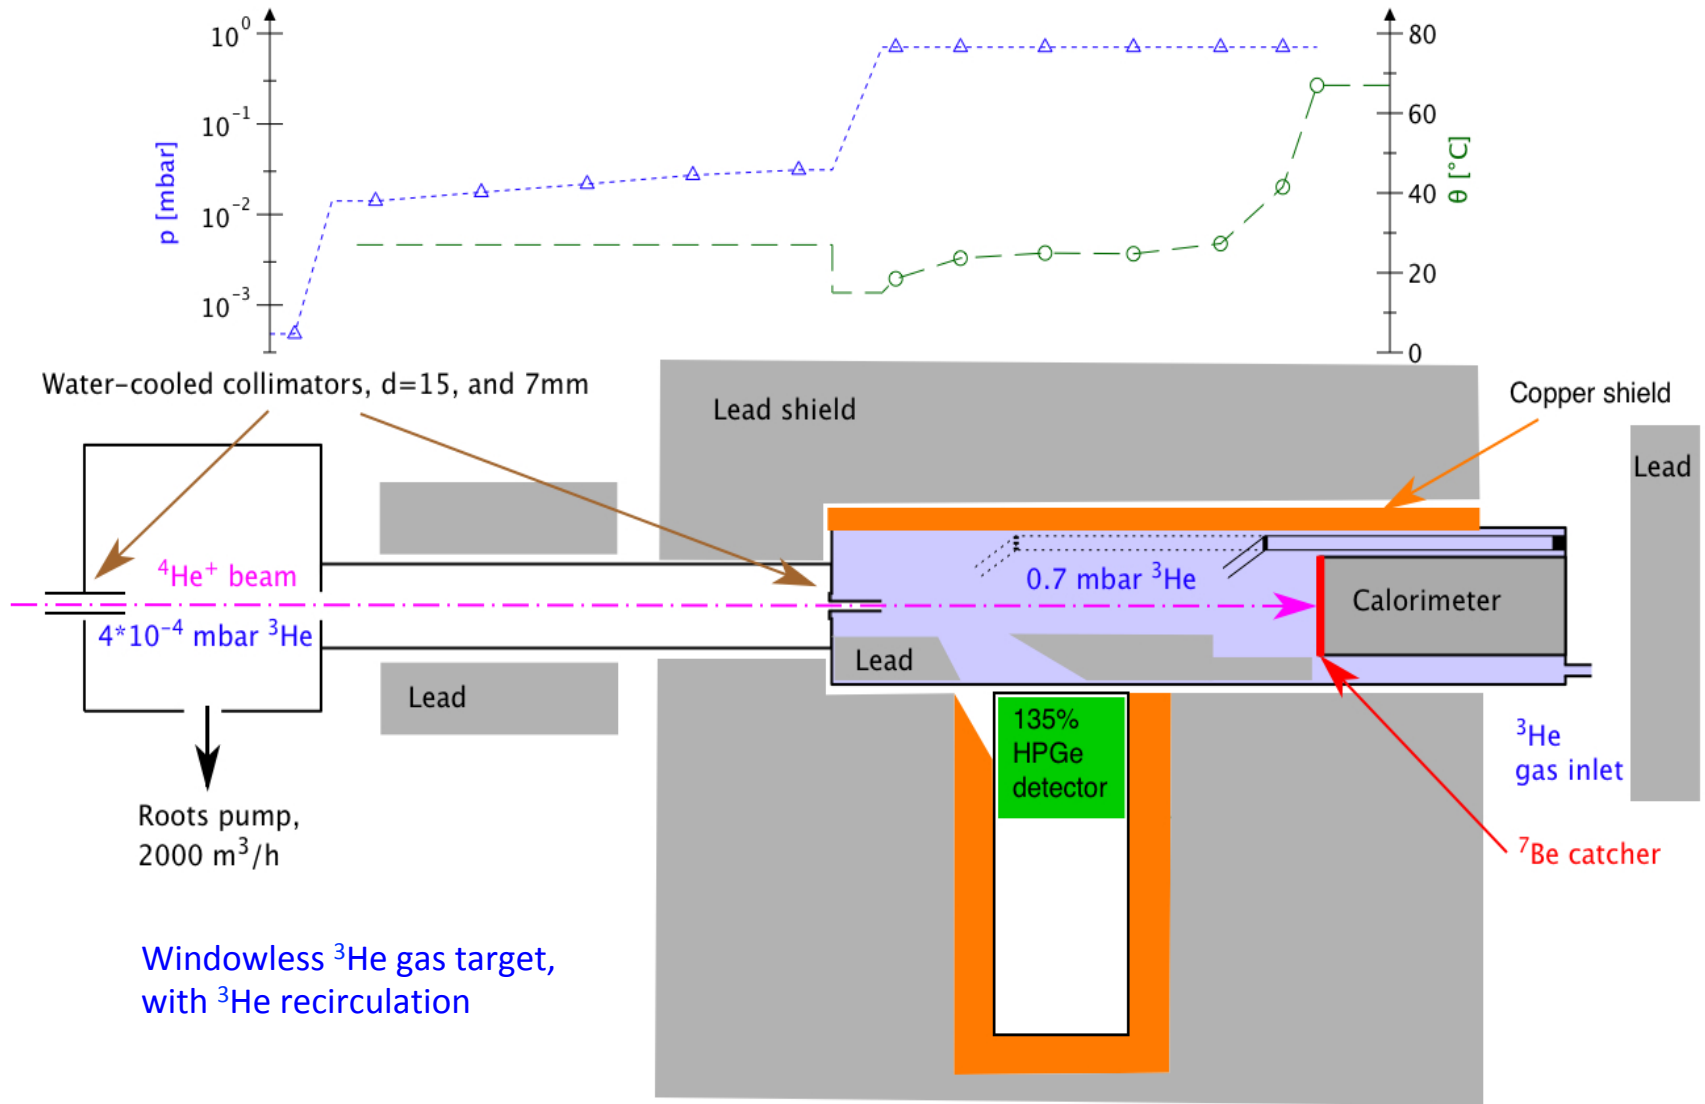 10⁰
10⁻¹
10⁻²
10⁻³
p [mbar]
80
60
40
20
0
θ [°C]
Water-cooled collimators, d=15, and 7mm
Lead shield
Copper shield
Lead
⁴He⁺ beam
4*10⁻⁴ mbar ³He
0.7 mbar ³He
Calorimeter
Lead
Lead
135%
HPGe
detector
³He
gas inlet
Roots pump,
2000 m³/h
⁷Be catcher
Windowless ³He gas target,
with ³He recirculation